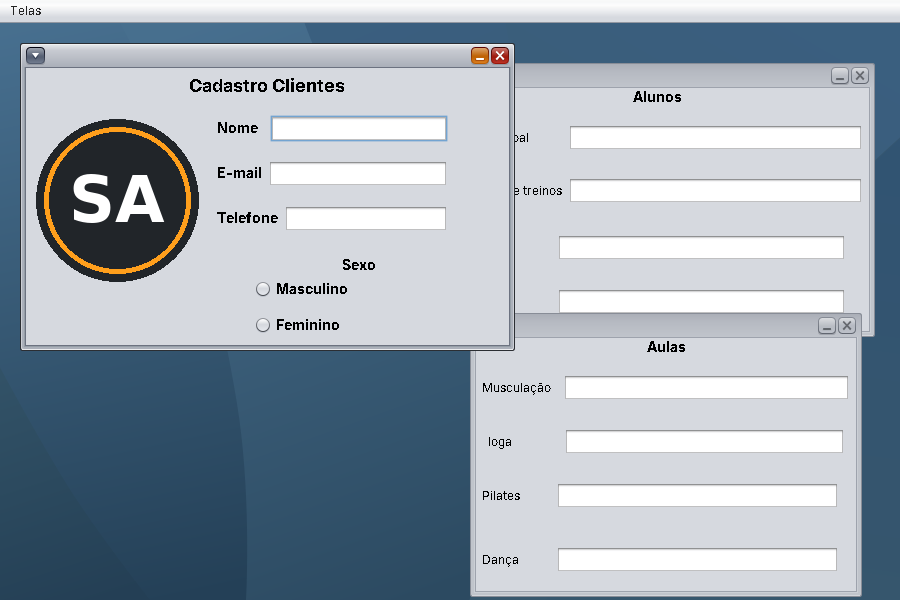 Telas
Cadastro Clientes
SA
Nome
E-mail
Telefone
Sexo
Masculino
Feminino
Alunos
e treinos
Aulas
Musculação
Ioga
Pilates
Dança